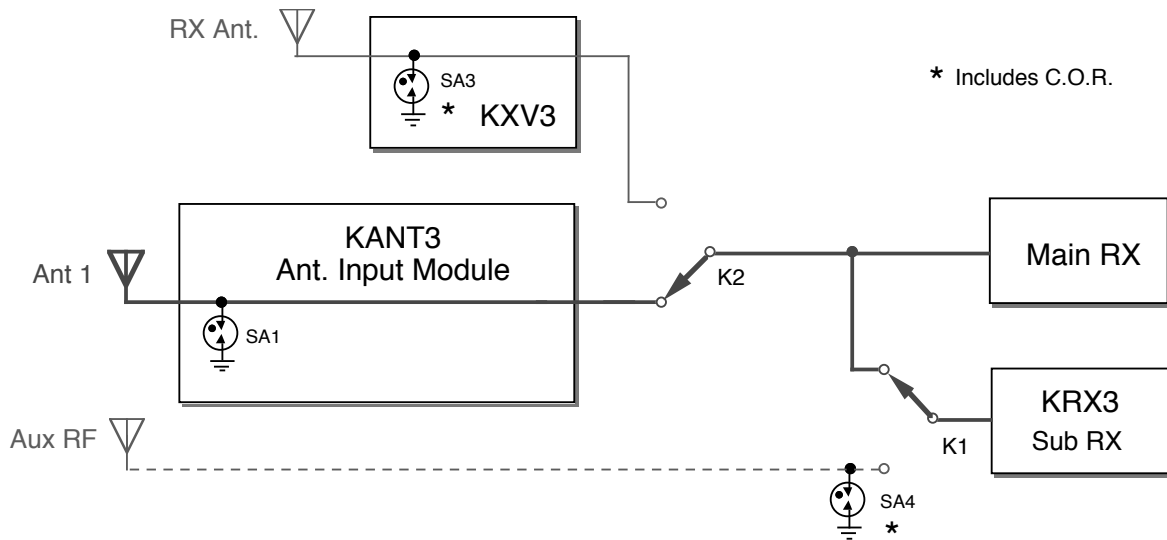 RX Ant.
SA3
* KXV3
* Includes C.O.R.
KANT3
Ant. Input Module
Ant 1
SA1
K2
Main RX
KRX3
Sub RX
K1
Aux RF
SA4
*